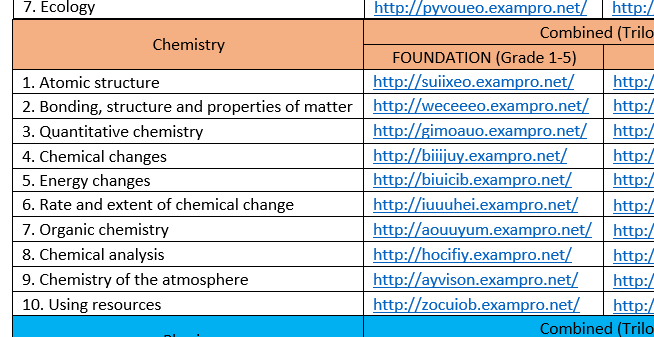 7. Ecology http://pyvoueo.exampro.net/ http:/
Chemistry Combined (Trilo
FOUNDATION (Grade 1-5)
1. Atomic structure http://suiixeo.exampro.net/ http:/
2. Bonding, structure and properties of matter http://weceeeo.exampro.net/ http:/
3. Quantitative chemistry http://gimoauo.exampro.net/ http:/
4. Chemical changes http://biiijuy.exampro.net/ http:/
5. Energy changes http://biuicib.exampro.net/ http:/
6. Rate and extent of chemical change http://iuuuhei.exampro.net/ http:/
7. Organic chemistry http://aouuyum.exampro.net/ http:/
8. Chemical analysis http://hocifiy.exampro.net/ http:/
9. Chemistry of the atmosphere http://ayvison.exampro.net/ http:/
10. Using resources http://zocuiob.exampro.net/ http:/
Combined (Trilo